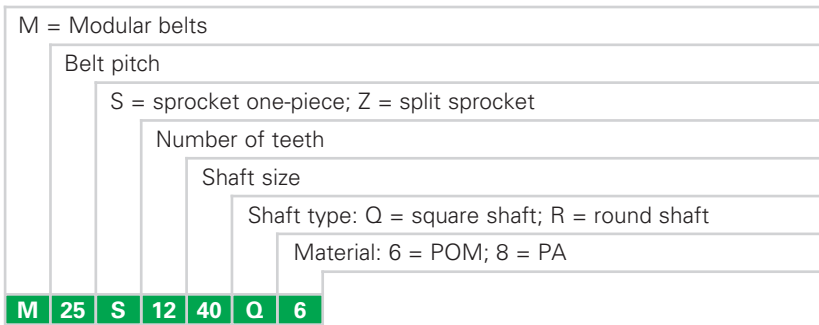 M = Modular belts
Belt pitch
S = sprocket one-piece; Z = split sprocket
Number of teeth
Shaft size
Shaft type: Q = square shaft; R = round shaft
Material: 6 = POM; 8 = PA
M 25 S 12 40 Q 6